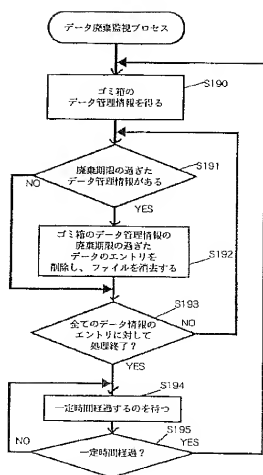 データ廃棄監視プロセス
S190
ゴミ箱の
データ管理情報を得る
S191
廃棄期限の過ぎた
データ管理情報がある
NO
YES
ゴミ箱のデータ管理情報の
廃棄期限の過ぎた
データのエントリを
削除し、ファイルを消去する
S192
S193
全てのデータ情報の
エントリに対して
処理終了？
NO
YES
S194
一定時間経過するのを待つ
S195
一定時間経過？
NO
YES